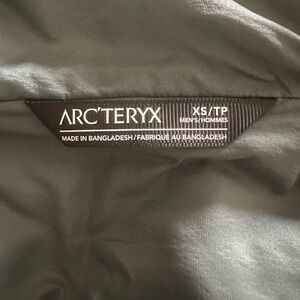 ARC'TERYX
XS/TP
MEN'S/HOMMES
MADE IN BANGLADESH/FABRIQUÉ AU BANGLADESH